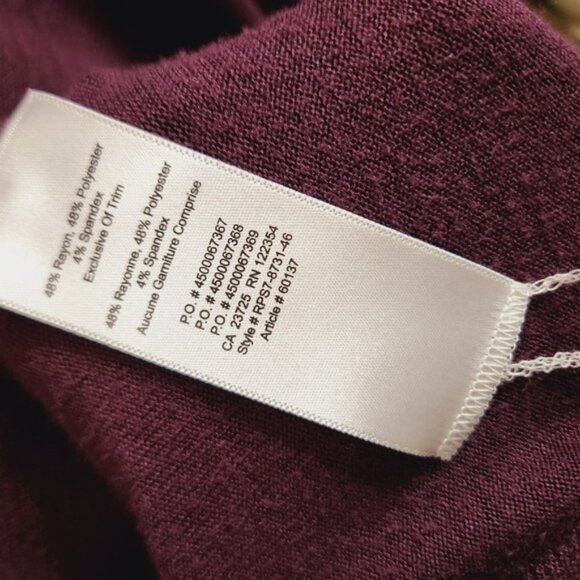 48% Rayon, 48% Polyester
4% Spandex
Exclusive Of Trim
48% Rayonne, 48% Polyester
4% Spandex
Aucune Garniture Comprise
P.O. # 4500067367
P.O. # 4500067368
P.O. # 4500067369
CA 23725 RN 122354
Style # RPS7-8731-46
Article # 60137